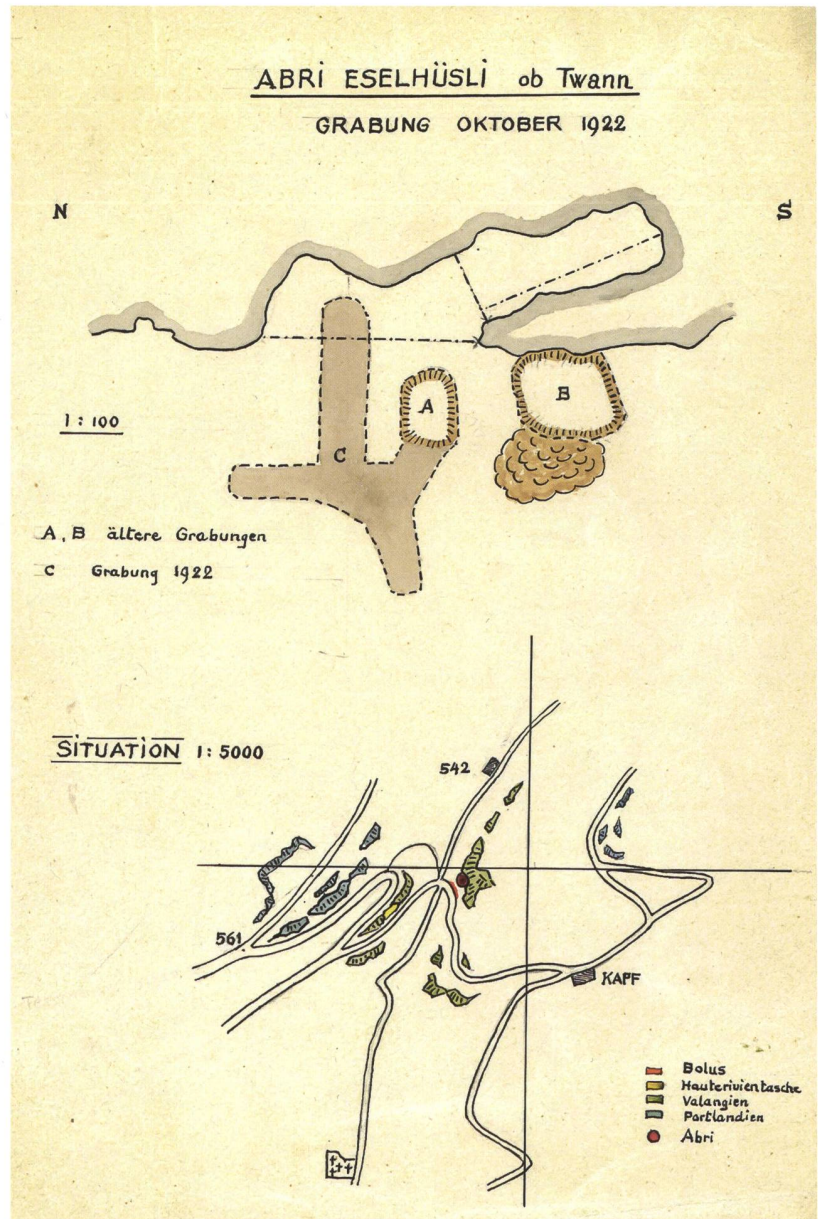 ABRI ESELHÜSLI ob Twann
GRABUNG OKTOBER 1922
N
S
A
B
1 : 100
C
A, B ältere Grabungen
C Grabung 1922
SITUATION 1: 5000
542
561
KAPF
Bolus
Hauterivientasche
Valangien
Portlandien
Abri